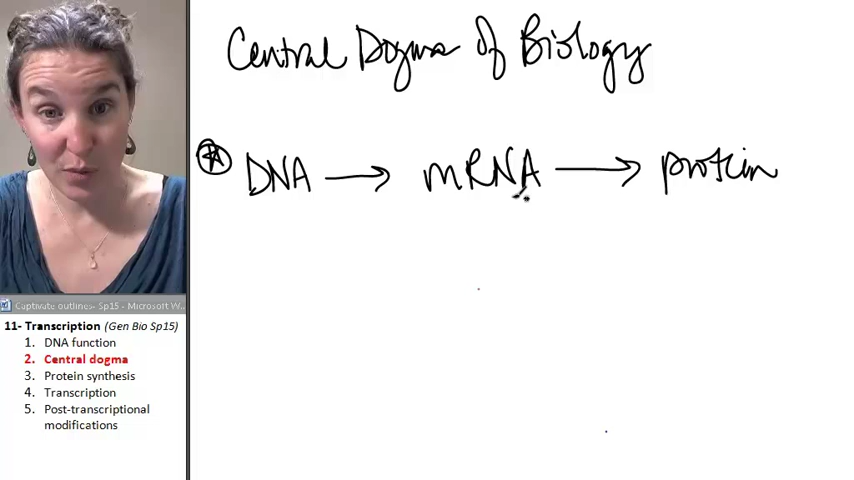 Central Dogma of Biology
DNA → mRNA → protein
Captivate outlines- Sp15 - Microsoft W
11- Transcription (Gen Bio Sp15)
1. DNA function
2. Central dogma
3. Protein synthesis
4. Transcription
5. Post-transcriptional
modifications